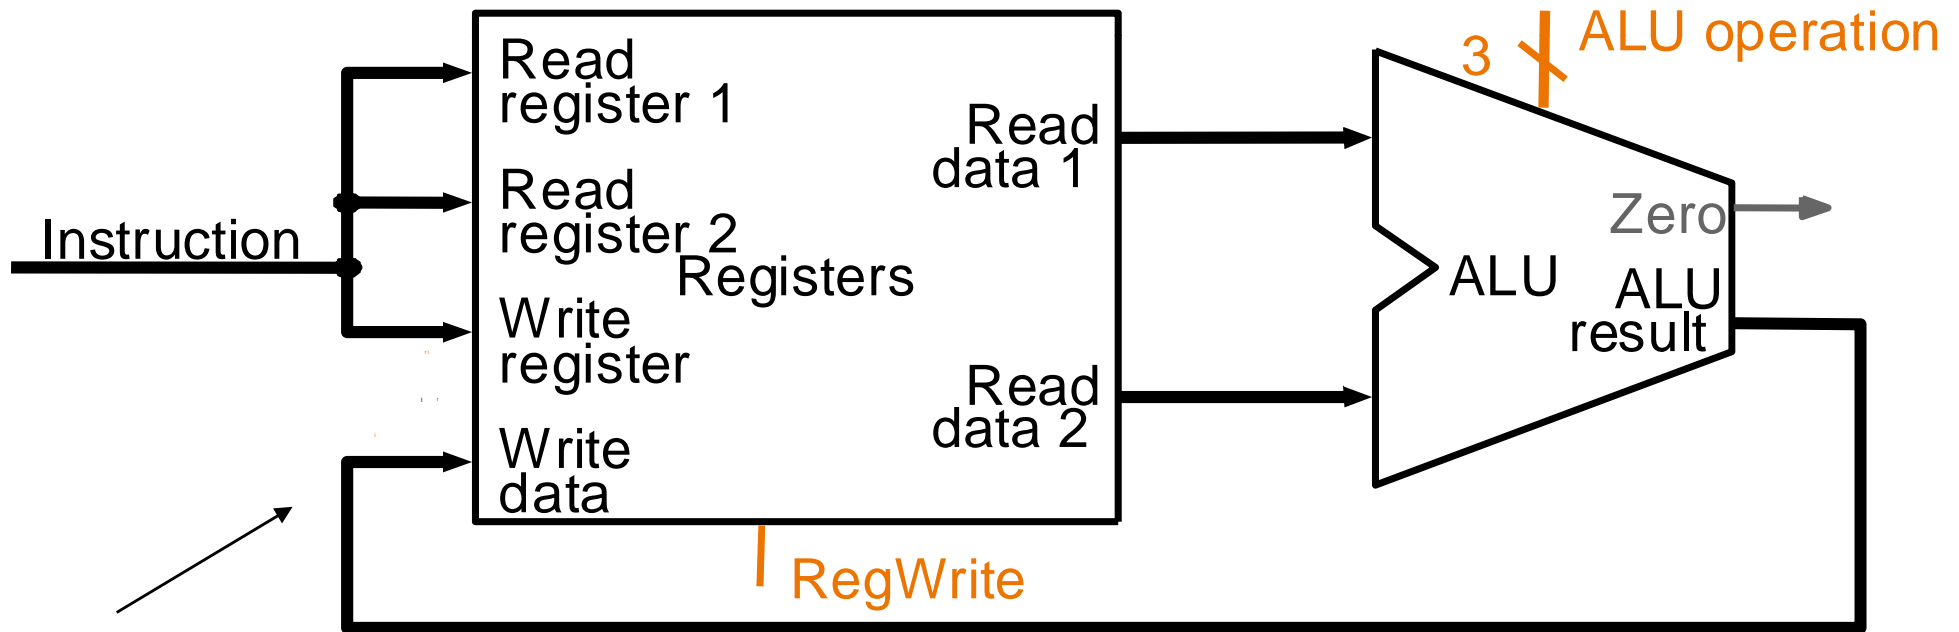 Instruction
Read
register 1
Read
register 2
Registers
Write
register
Write
data
Read
data 1
Read
data 2
RegWrite
3
ALU operation
Zero
ALU
ALU
result